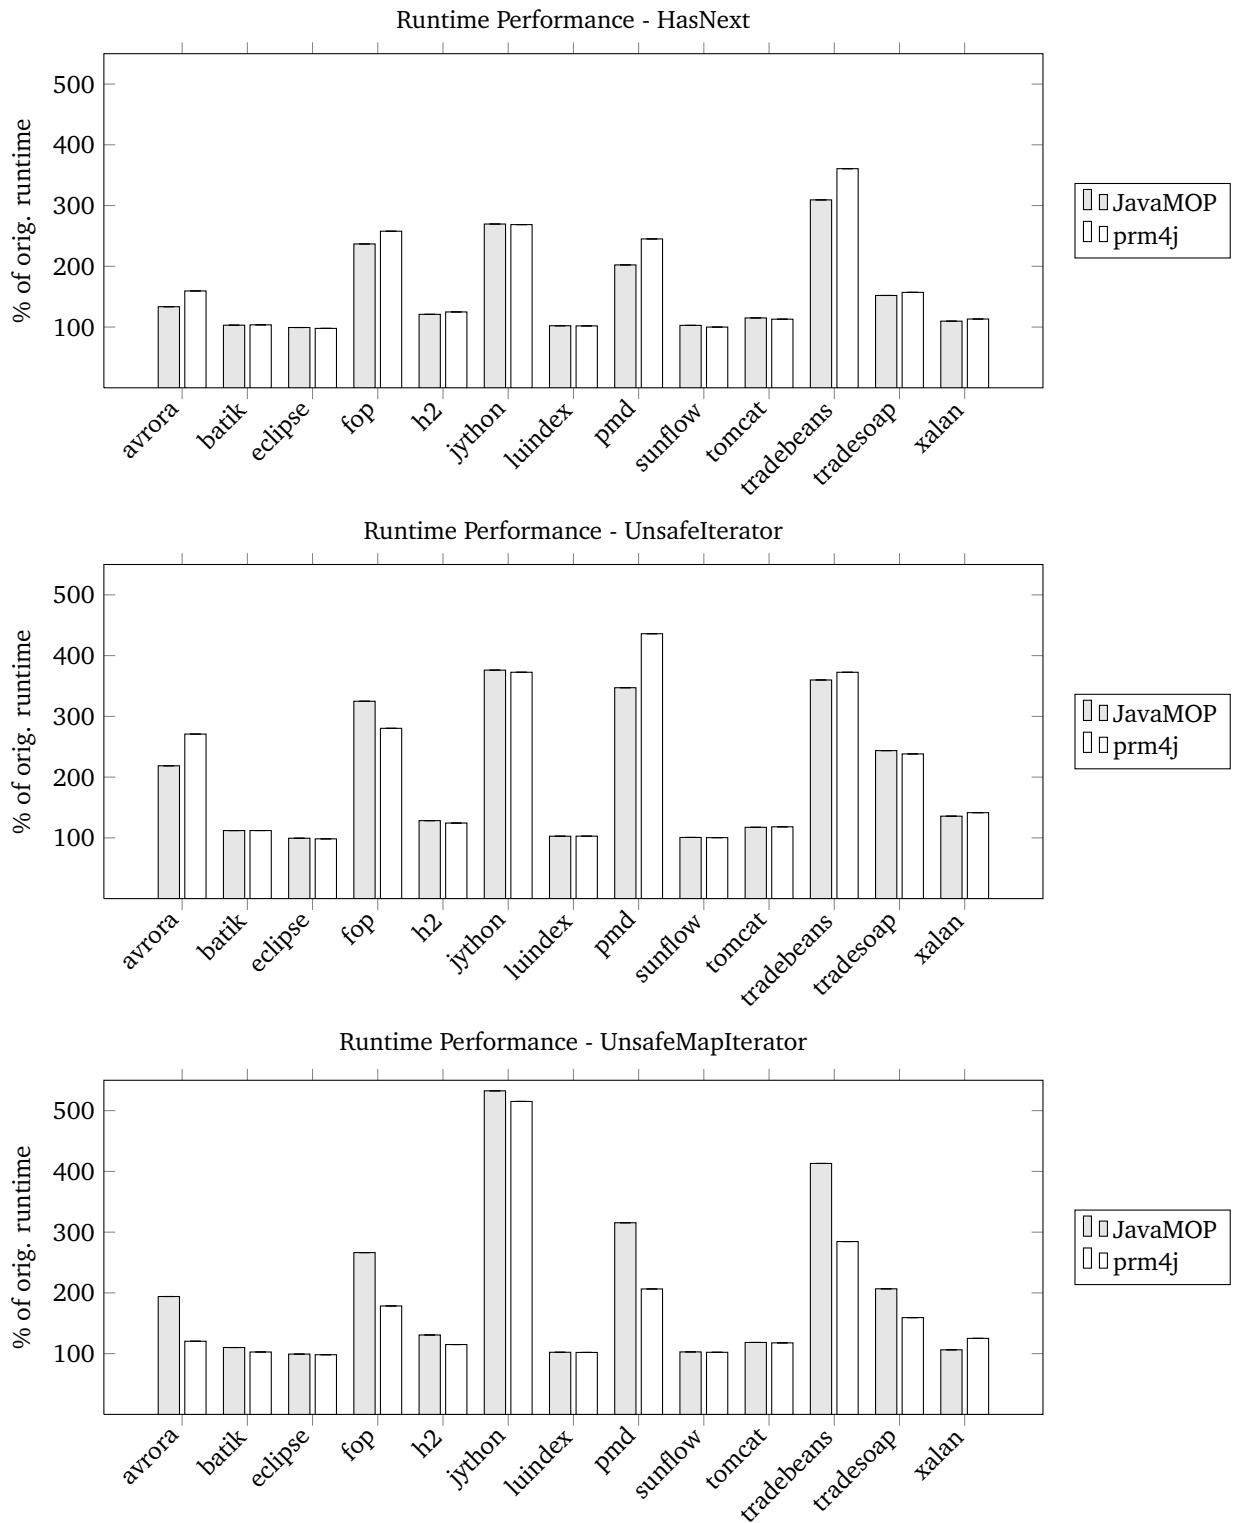 Runtime Performance - HasNext
% of orig. runtime
500
400
300
200
100
avrora
batik
eclipse
fop
h2
jython
luindex
pmd
sunflow
tomcat
tradebeans
tradesoap
xalan
JavaMOP
prm4j
Runtime Performance - UnsafeIterator
% of orig. runtime
500
400
300
200
100
avrora
batik
eclipse
fop
h2
jython
luindex
pmd
sunflow
tomcat
tradebeans
tradesoap
xalan
JavaMOP
prm4j
Runtime Performance - UnsafeMapIterator
% of orig. runtime
500
400
300
200
100
avrora
batik
eclipse
fop
h2
jython
luindex
pmd
sunflow
tomcat
tradebeans
tradesoap
xalan
JavaMOP
prm4j